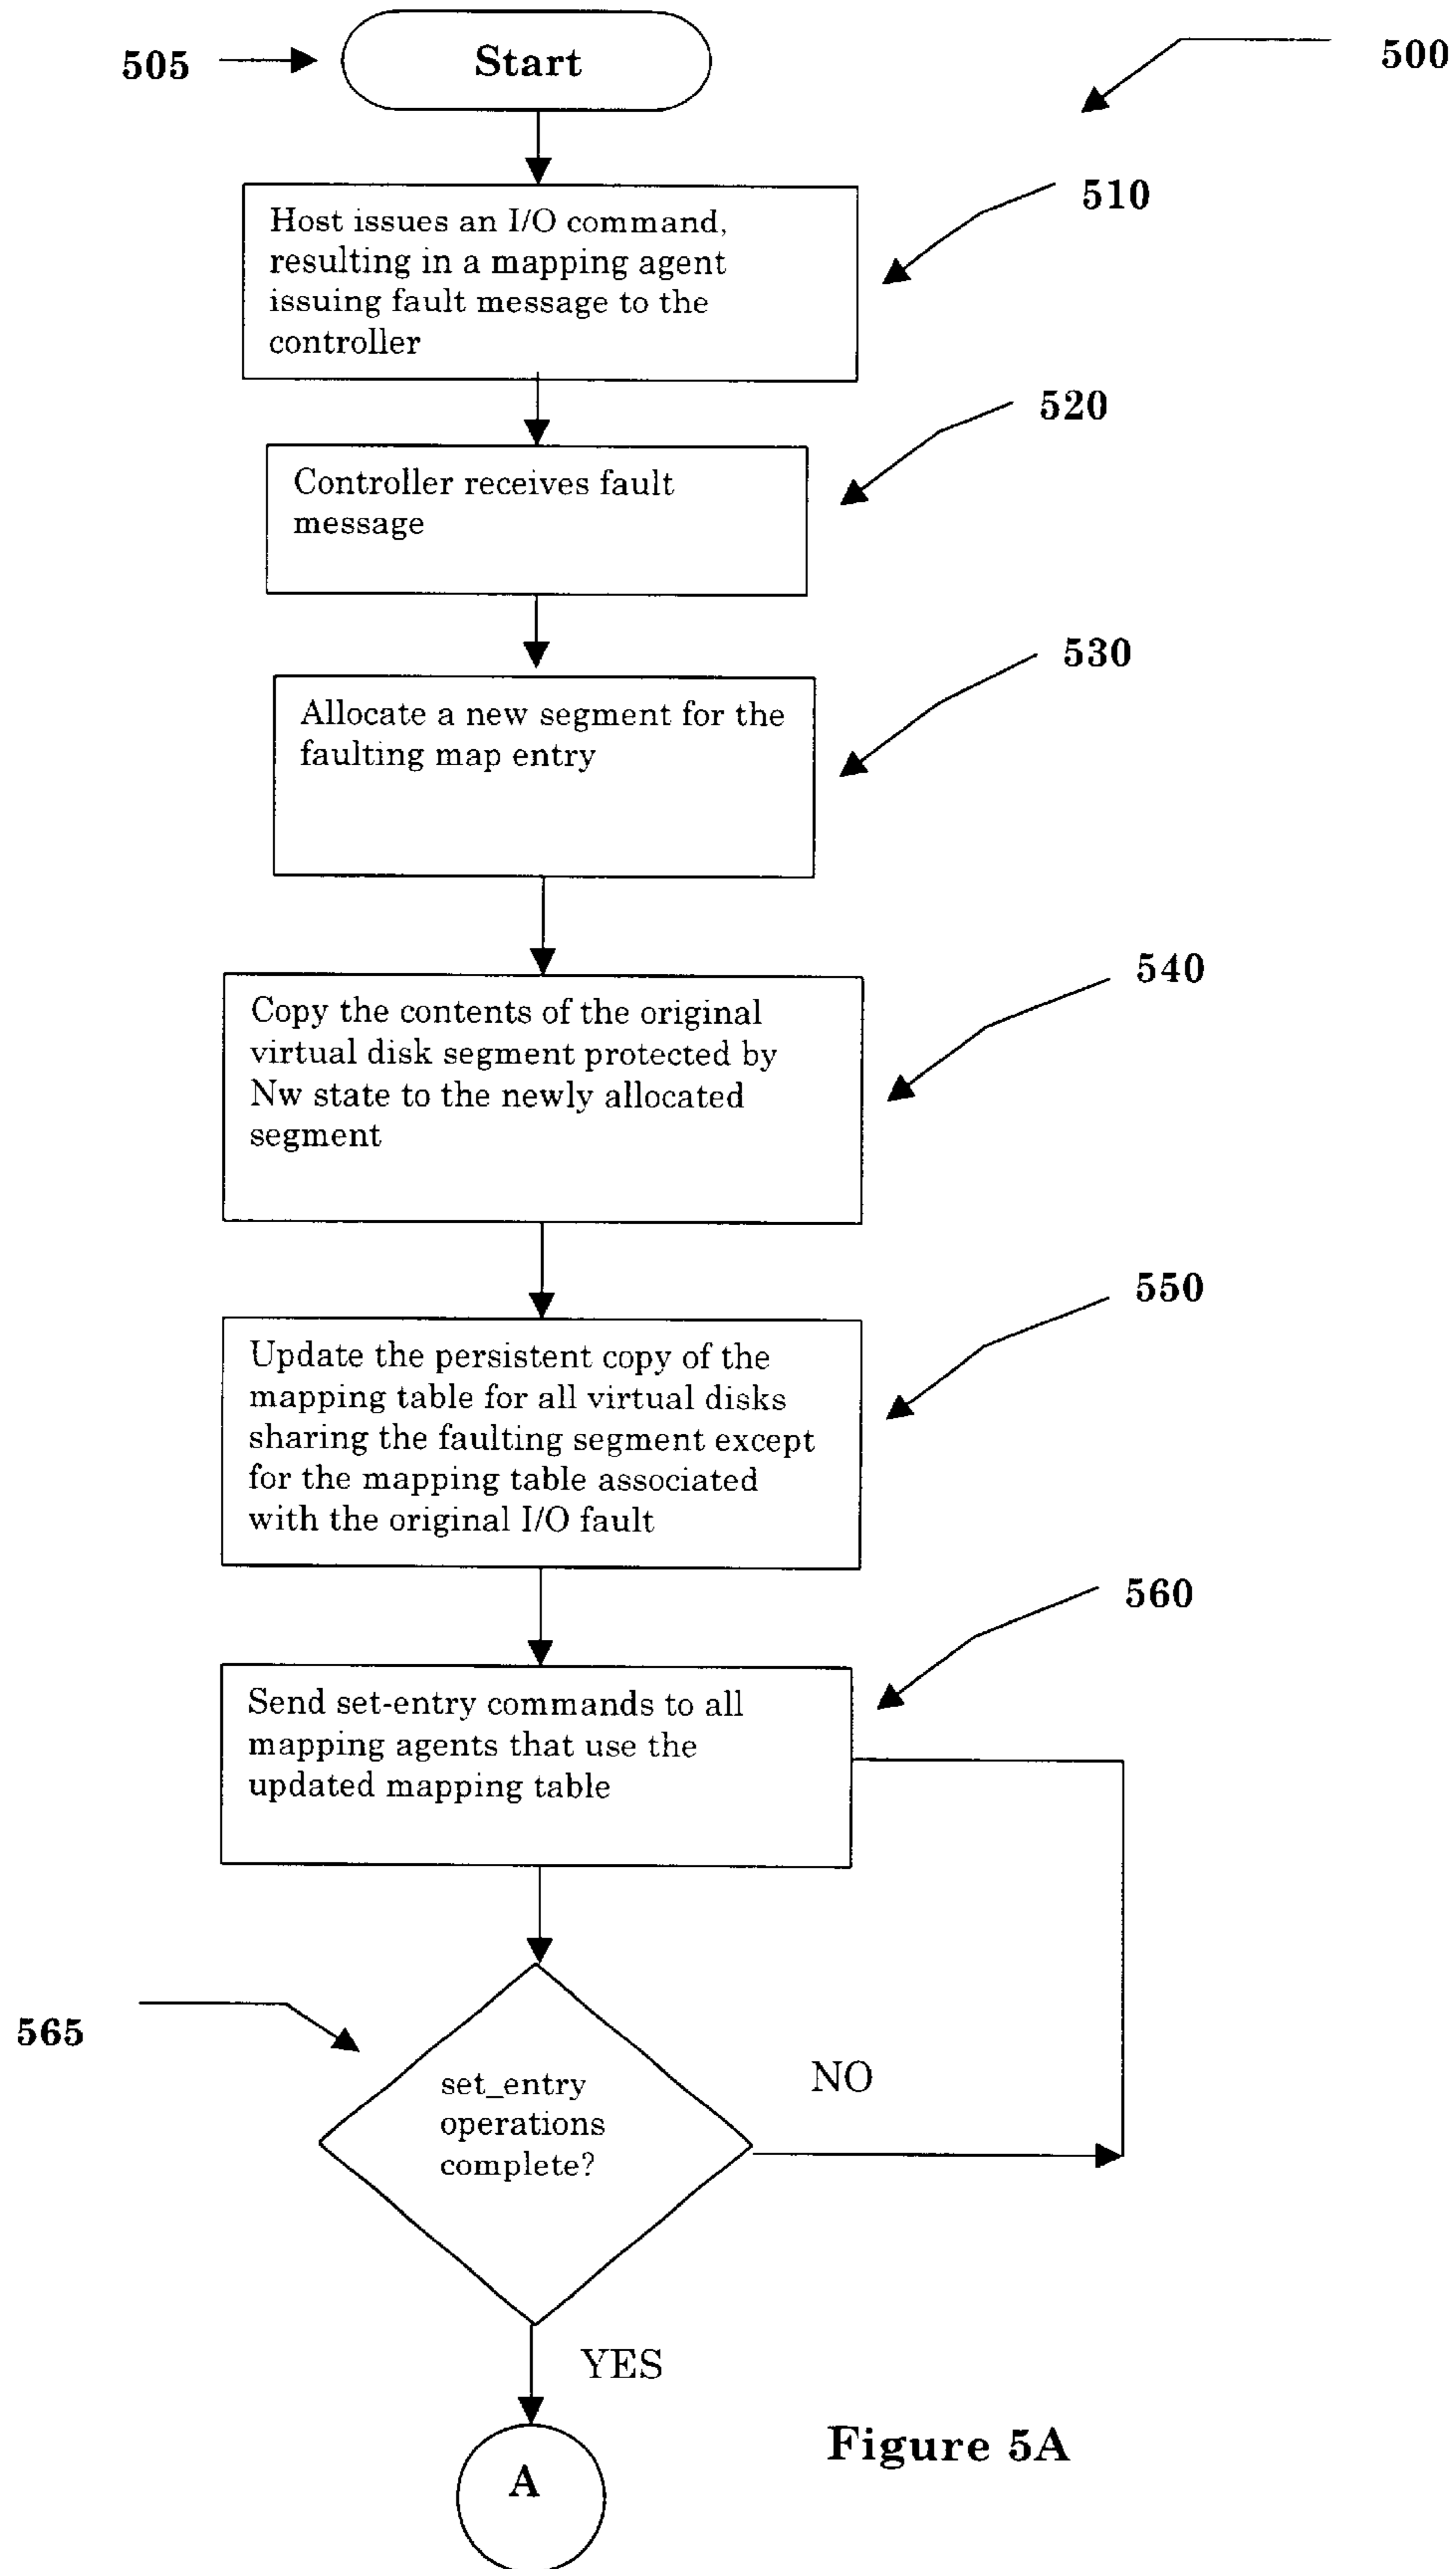 505
Start
500
Host issues an I/O command,
resulting in a mapping agent
issuing fault message to the
controller
510
520
Controller receives fault
message
530
Allocate a new segment for the
faulting map entry
540
Copy the contents of the original
virtual disk segment protected by
Nw state to the newly allocated
segment
550
Update the persistent copy of the
mapping table for all virtual disks
sharing the faulting segment except
for the mapping table associated
with the original I/O fault
560
Send set-entry commands to all
mapping agents that use the
updated mapping table
565
set_entry
operations
complete?
NO
YES
Figure 5A
A